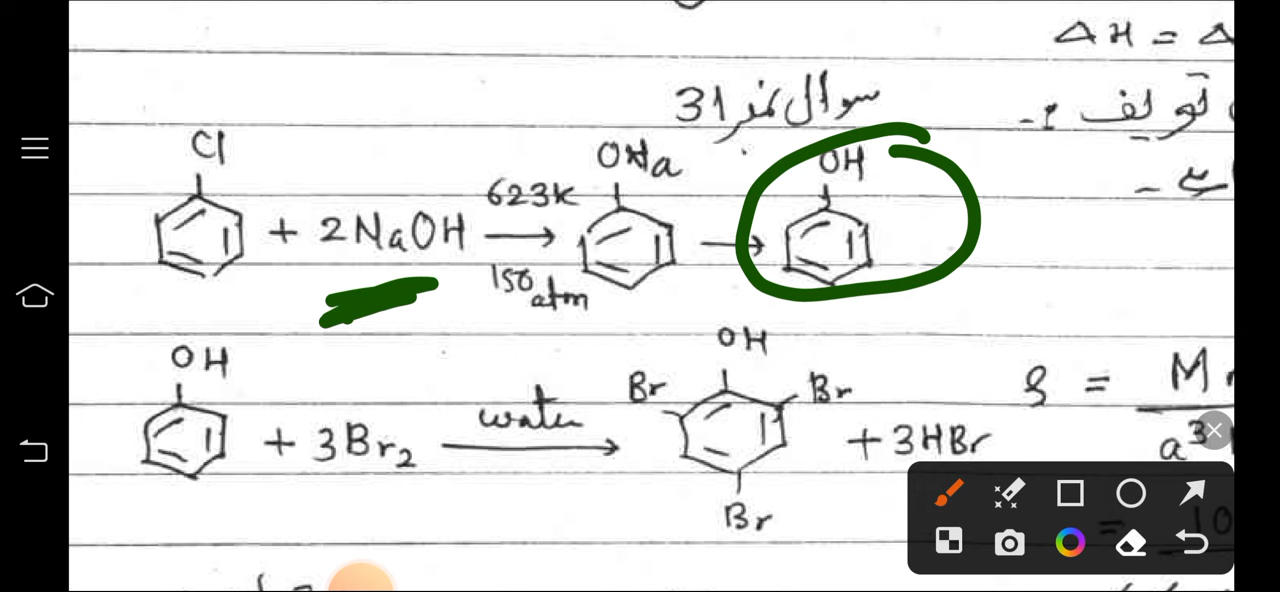 ΔH = Δ
سوال نمبر 31
Cl
+ 2NaOH
623K
150 atm
ONa
OH
OH
+ 3Br2
water
OH
Br
Br
Br
+ 3HBr
=
M
a3
=
10